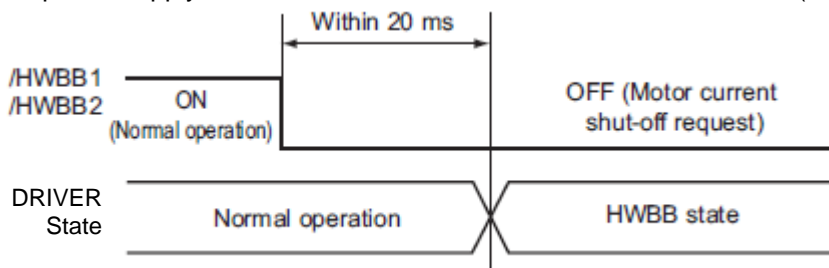 Within 20 ms
/HWBB1
/HWBB2
ON
(Normal operation)
OFF (Motor current
shut-off request)
DRIVER
State
Normal operation
HWBB state